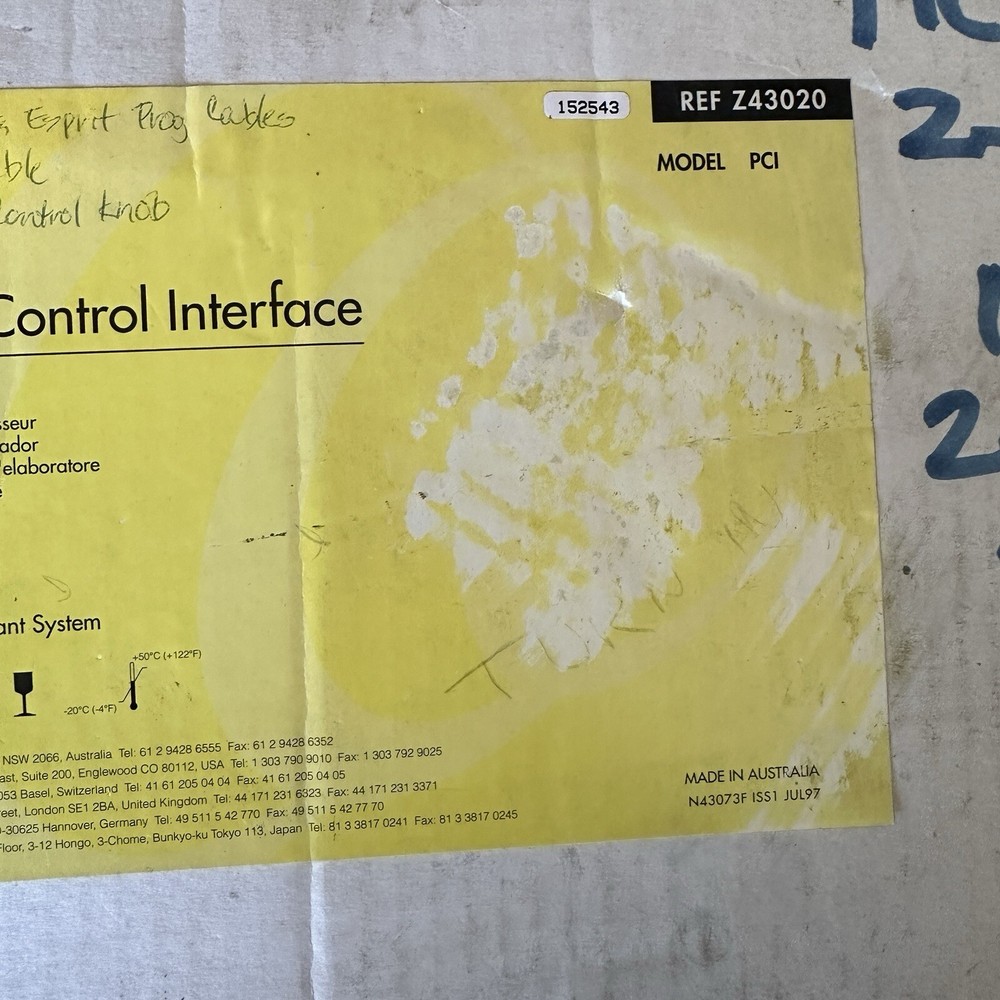 Esprit Prog Cables
152543
REF Z43020
ble
MODEL PCI
Control Knob
Control Interface
sseur
ador
'elaboratore
e
ant System
+50°C (+122°F)
-20°C (-4°F)
NSW 2066, Australia Tel: 61 2 9428 6555 Fax: 61 2 9428 6352
ast, Suite 200, Englewood CO 80112, USA Tel: 1 303 790 9010 Fax: 1 303 792 9025
053 Basel, Switzerland Tel: 41 61 205 04 04 Fax: 41 61 205 04 05
reet, London SE1 2BA, United Kingdom Tel: 44 171 231 6323 Fax: 44 171 231 3371
-30625 Hannover, Germany Tel: 49 511 5 42 770 Fax: 49 511 5 42 77 70
Floor, 3-12 Hongo, 3-Chome, Bunkyo-ku Tokyo 113, Japan Tel: 81 3 3817 0241 Fax: 81 3 3817 0245
MADE IN AUSTRALIA
N43073F ISS1 JUL97